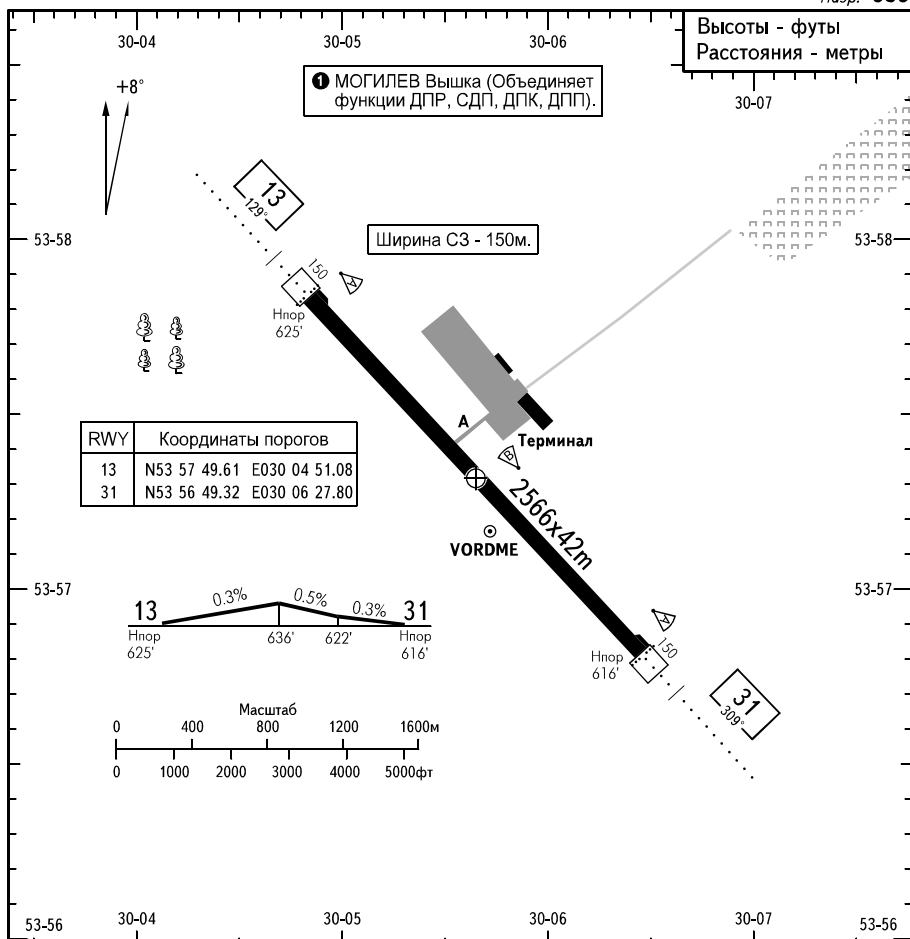 Высоты - футы
Расстояния - метры
30-04
30-05
30-06
30-07
+8°
❶ МОГИЛЕВ Вышка (Объединяет
функции ДПР, СДП, ДПК, ДПП).
13
129°
53-58
53-58
Ширина СЗ - 150м.
150
A
Hпор
625'
A
Терминал
B
RWY Координаты порогов
13 N53 57 49.61 E030 04 51.08
31 N53 56 49.32 E030 06 27.80
2566x42m
VORDME
53-57
53-57
13 0.3% 0.5% 0.3% 31
Hпор 636' 622' Hпор
625' 616'
A
150
Hпор
616'
31
309°
Масштаб
0 400 800 1200 1600м
0 1000 2000 3000 4000 5000фт
53-56 30-04 30-05 30-06 30-07 53-56